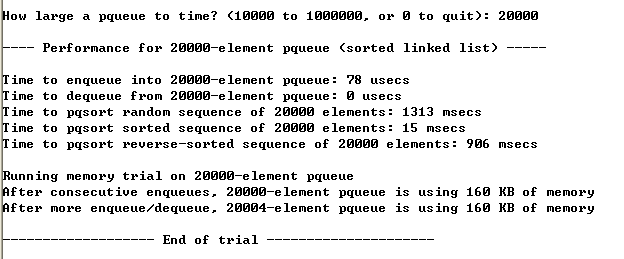 How large a pqueue to time? (10000 to 1000000, or 0 to quit): 20000
---- Performance for 20000-element pqueue (sorted linked list) -----
Time to enqueue into 20000-element pqueue: 78 usecs
Time to dequeue from 20000-element pqueue: 0 usecs
Time to pqsort random sequence of 20000 elements: 1313 msecs
Time to pqsort sorted sequence of 20000 elements: 15 msecs
Time to pqsort reverse-sorted sequence of 20000 elements: 906 msecs
Running memory trial on 20000-element pqueue
After consecutive enqueues, 20000-element pqueue is using 160 KB of memory
After more enqueue/dequeue, 20004-element pqueue is using 160 KB of memory
------------------- End of trial ---------------------